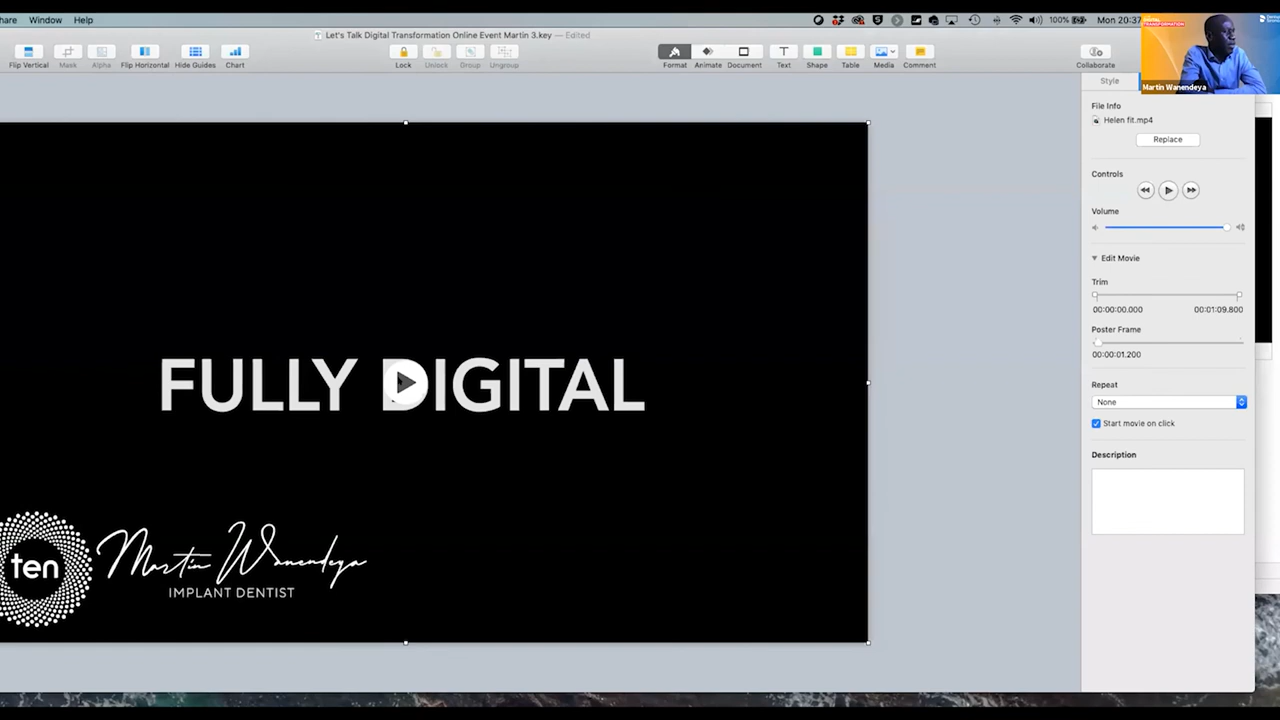 hare Window Help 100% Mon 20:37
Let's Talk Digital Transformation Online Event Martin 3.key — Edited
Flip Vertical Mask Alpha Flip Horizontal Hide Guides Chart Lock Unlock Group Ungroup Format Animate Document Text Shape Table Media Comment Collaborate
DIGITAL
TRANSFORMATION
Martin Wanendeya
Style
File Info
Helen fit.mp4
Replace
Controls
Volume
Edit Movie
Trim
00:00:00.000 00:01:09.800
Poster Frame
00:00:01.200
Repeat
None
Start movie on click
Description
FULLY DIGITAL
ten
Martin Wanendeya
IMPLANT DENTIST